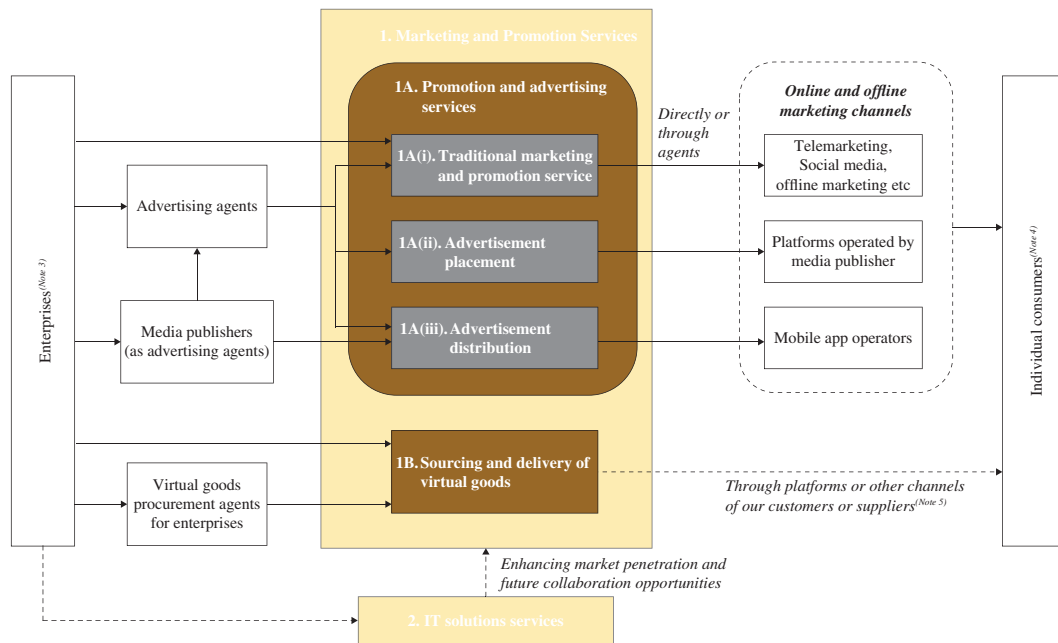 1. Marketing and Promotion Services
1A. Promotion and advertising
services
1A(i). Traditional marketing
and promotion service
1A(ii). Advertisement
placement
1A(iii). Advertisement
distribution
1B. Sourcing and delivery of
virtual goods
Enterprises(Note 3)
Advertising agents
Media publishers
(as advertising agents)
Virtual goods
procurement agents
for enterprises
Directly or
through
agents
Online and offline
marketing channels
Telemarketing,
Social media,
offline marketing etc
Platforms operated by
media publisher
Mobile app operators
Individual consumers(Note 4)
Through platforms or other channels
of our customers or suppliers(Note 5)
Enhancing market penetration and
future collaboration opportunities
2. IT solutions services